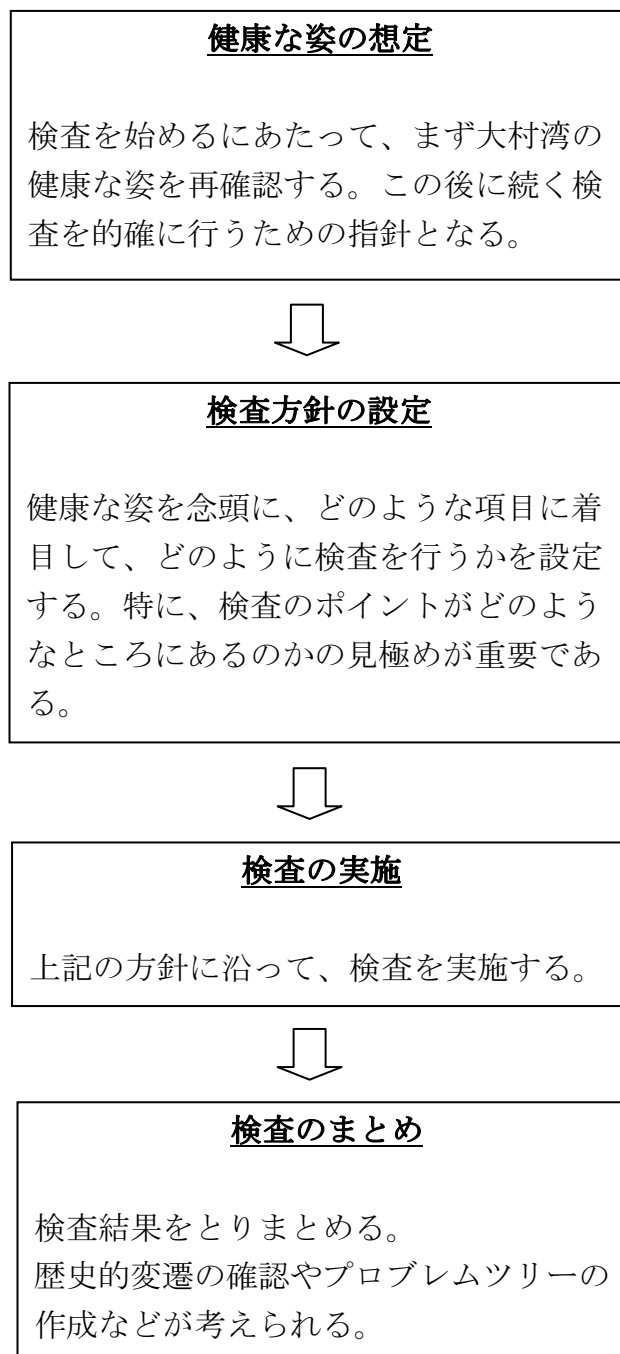 健康な姿の想定
検査を始めるにあたって、まず大村湾の
健康な姿を再確認する。この後に続く検
査を的確に行うための指針となる。
検査方針の設定
健康な姿を念頭に、どのような項目に着
目して、どのように検査を行うかを設定
する。特に、検査のポイントがどのよう
なところにあるのかの見極めが重要であ
る。
検査の実施
上記の方針に沿って、検査を実施する。
検査のまとめ
検査結果をとりまとめる。
歴史的変遷の確認やプロブレムツリーの
作成などが考えられる。